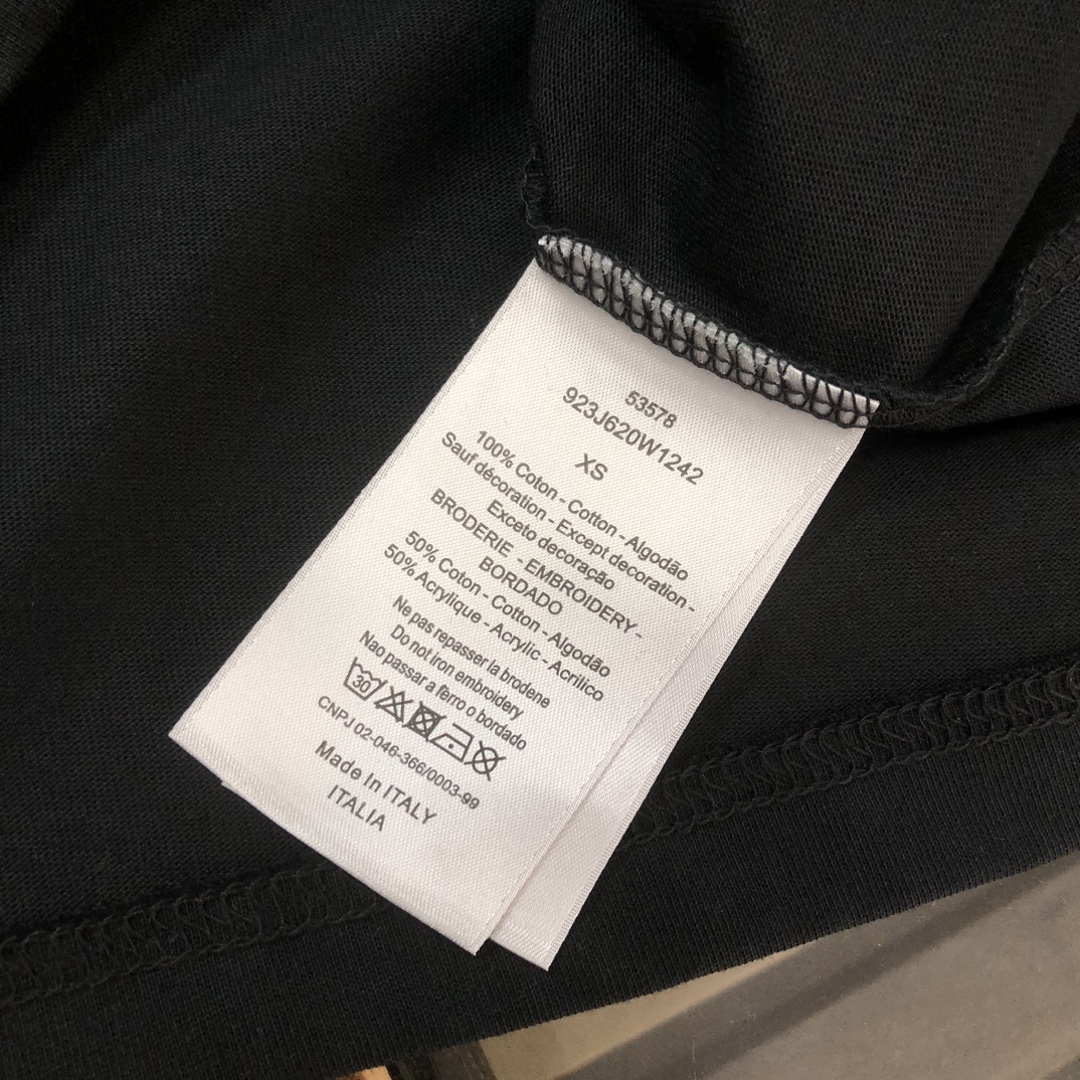 53578
923J620W1242
XS
100% Coton - Cotton - Algodão
Sauf décoration - Except decoration -
Exceto decoração
BRODERIE - EMBROIDERY -
BORDADO
50% Coton - Cotton - Algodão
50% Acrylique - Acrylic - Acrilico
Ne pas repasser la brodene
Do not iron embroidery
Nao passar a ferro o bordado
30
CNPJ 02-046-366/0003-99
Made In ITALY
ITALIA